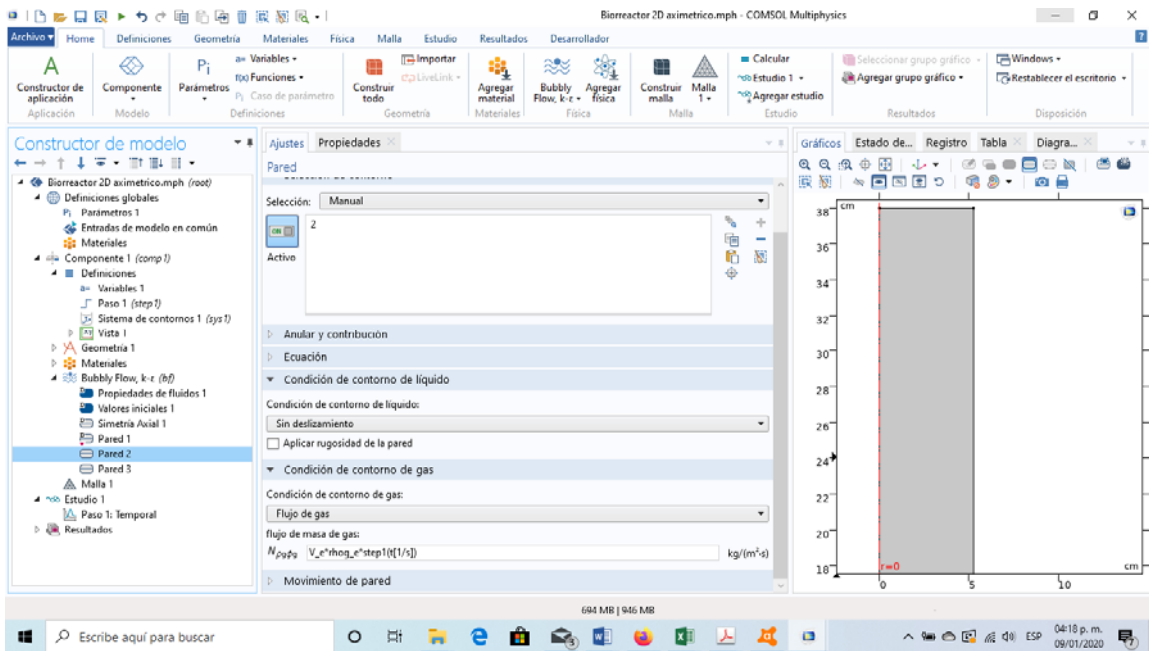 Biorreactor 2D aximetrico.mph - COMSOL Multiphysics
Archivo Home Definiciones Geometría Materiales Física Malla Estudio Resultados Desarrollador
Constructor de aplicación
Aplicación
Componente
Modelo
Pi
Parámetros
a= Variables
f(x) Funciones
Pi Caso de parámetro
Definiciones
Construir todo
Importar
LiveLink
Geometría
Agregar material
Materiales
Bubbly Flow, k-ε
Agregar física
Física
Construir malla
Malla 1
Malla
Calcular
Estudio 1
Agregar estudio
Estudio
Seleccionar grupo gráfico
Agregar grupo gráfico
Resultados
Windows
Restablecer el escritorio
Disposición
Constructor de modelo
Biorreactor 2D aximetrico.mph (root)
Definiciones globales
Pi Parámetros 1
Entradas de modelo en común
Materiales
Componente 1 (comp1)
Definiciones
a= Variables 1
Paso 1 (step1)
Sistema de contornos 1 (sys1)
Vista 1
Geometría 1
Materiales
Bubbly Flow, k-ε (bf)
Propiedades de fluidos 1
Valores iniciales 1
Simetría Axial 1
Pared 1
Pared 2
Pared 3
Malla 1
Estudio 1
Paso 1: Temporal
Resultados
Ajustes Propiedades
Pared
Selección: Manual
ON
Activo
2
Anular y contribución
Ecuación
Condición de contorno de líquido
Condición de contorno de líquido:
Sin deslizamiento
Aplicar rugosidad de la pared
Condición de contorno de gas
Condición de contorno de gas:
Flujo de gas
flujo de masa de gas:
Nρgφg V_e*rhog_e*step1(t[1/s]) kg/(m²·s)
Movimiento de pared
Gráficos Estado de... Registro Tabla Diagra...
cm
38
36
34
32
30
28
26
24
22
20
18
r=0
cm
0 5 10
694 MB | 946 MB
Escribe aquí para buscar
ESP
04:18 p. m.
09/01/2020